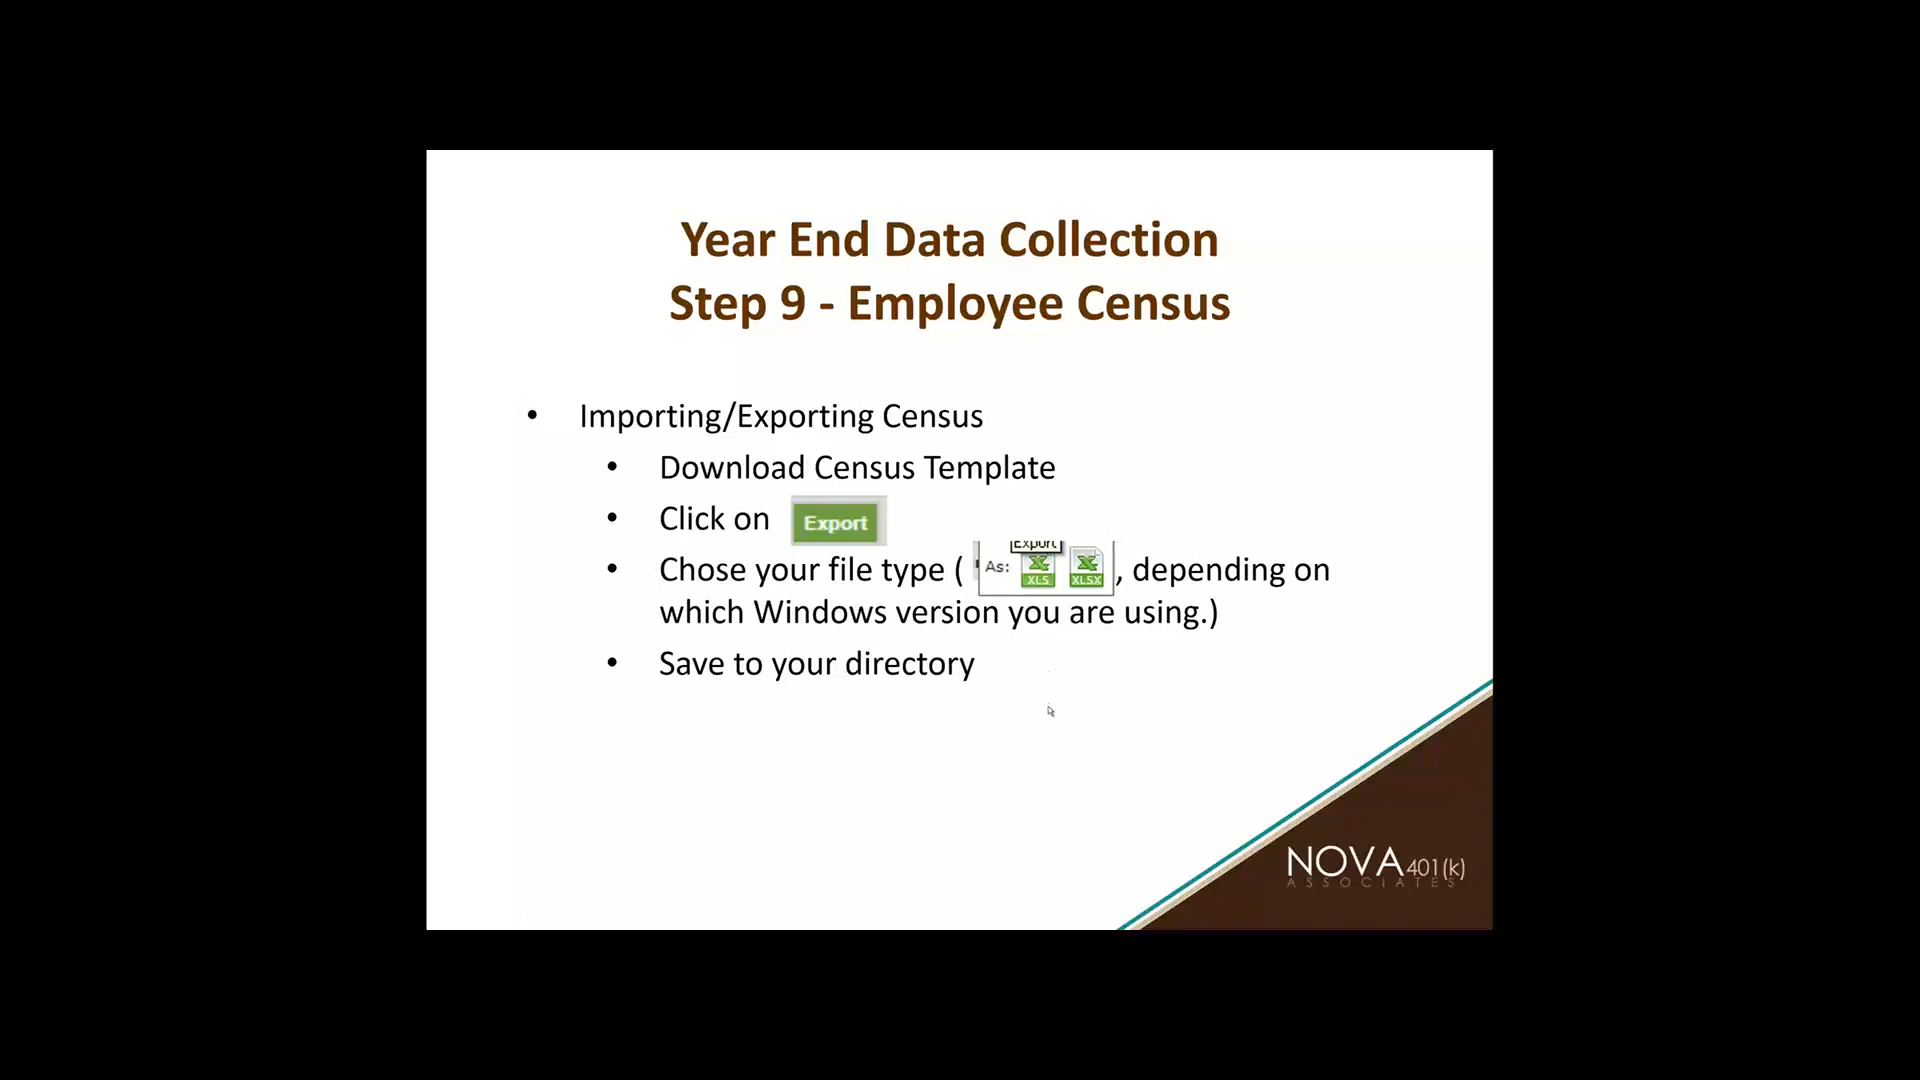 Year End Data Collection
Step 9 - Employee Census
• Importing/Exporting Census
• Download Census Template
• Click on Export
Export
• Chose your file type ( As: XLS XLSX , depending on
which Windows version you are using.)
• Save to your directory
NOVA 401(k)
ASSOCIATES